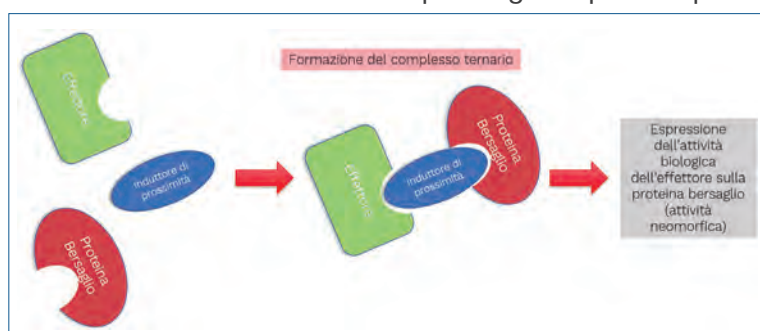 Formazione del complesso ternario
Effettore
Induttore di
prossimità
Proteina
Bersaglio
Effettore
Induttore di
prossimità
Proteina
Bersaglio
Espressione
dell'attività
biologica
dell'effettore sulla
proteina bersaglio
(attività
neomorfica)